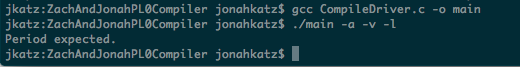 jkatz:ZachAndJonahPL0Compiler jonahkatz$ gcc CompileDriver.c -o main
jkatz:ZachAndJonahPL0Compiler jonahkatz$ ./main -a -v -l
Period expected.
jkatz:ZachAndJonahPL0Compiler jonahkatz$